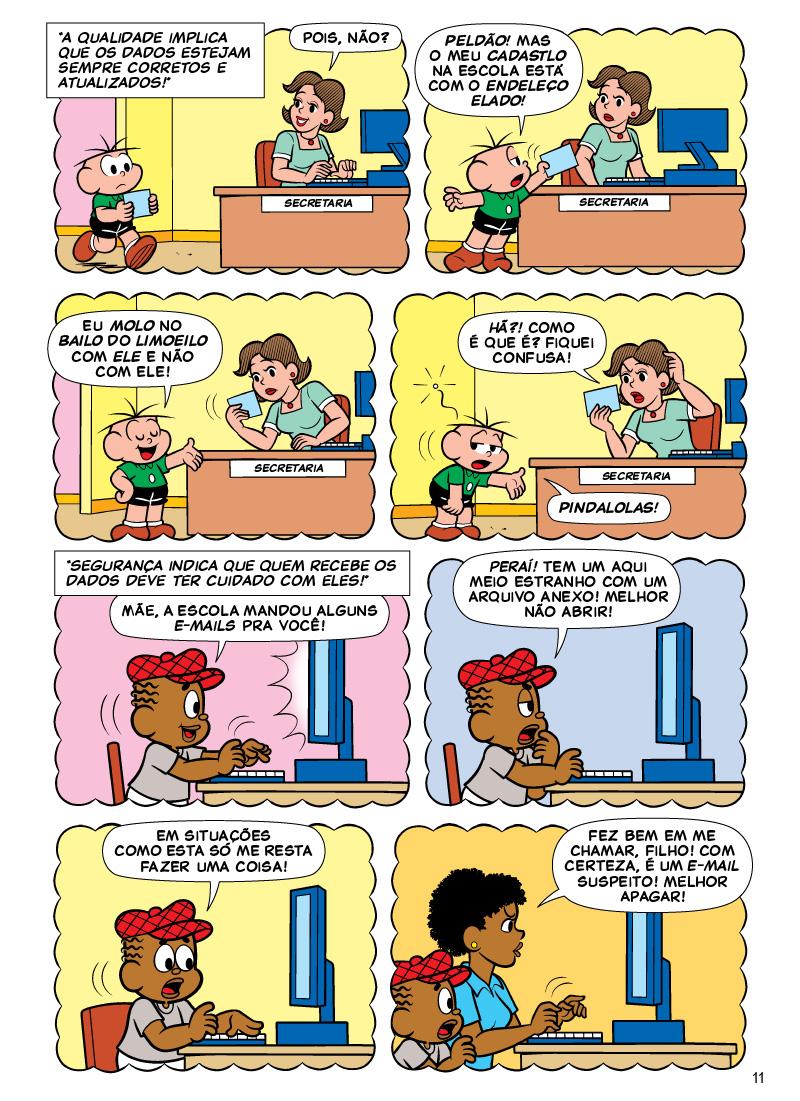 "A QUALIDADE IMPLICA
QUE OS DADOS ESTEJAM
SEMPRE CORRETOS E
ATUALIZADOS!"
POIS, NÃO?
SECRETARIA
PELDÃO! MAS
O MEU CADASTLO
NA ESCOLA ESTÁ
COM O ENDELEÇO
ELADO!
SECRETARIA
EU MOLO NO
BAILO DO LIMOEILO
COM ELE E NÃO
COM ELE!
SECRETARIA
HÃ?! COMO
É QUE É? FIQUEI
CONFUSA!
SECRETARIA
PINDALOLAS!
"SEGURANÇA INDICA QUE QUEM RECEBE OS
DADOS DEVE TER CUIDADO COM ELES!"
MÃE, A ESCOLA MANDOU ALGUNS
E-MAILS PRA VOCÊ!
PERAÍ! TEM UM AQUI
MEIO ESTRANHO COM UM
ARQUIVO ANEXO! MELHOR
NÃO ABRIR!
EM SITUAÇÕES
COMO ESTA SÓ ME RESTA
FAZER UMA COISA!
FEZ BEM EM ME
CHAMAR, FILHO! COM
CERTEZA, É UM E-MAIL
SUSPEITO! MELHOR
APAGAR!
11